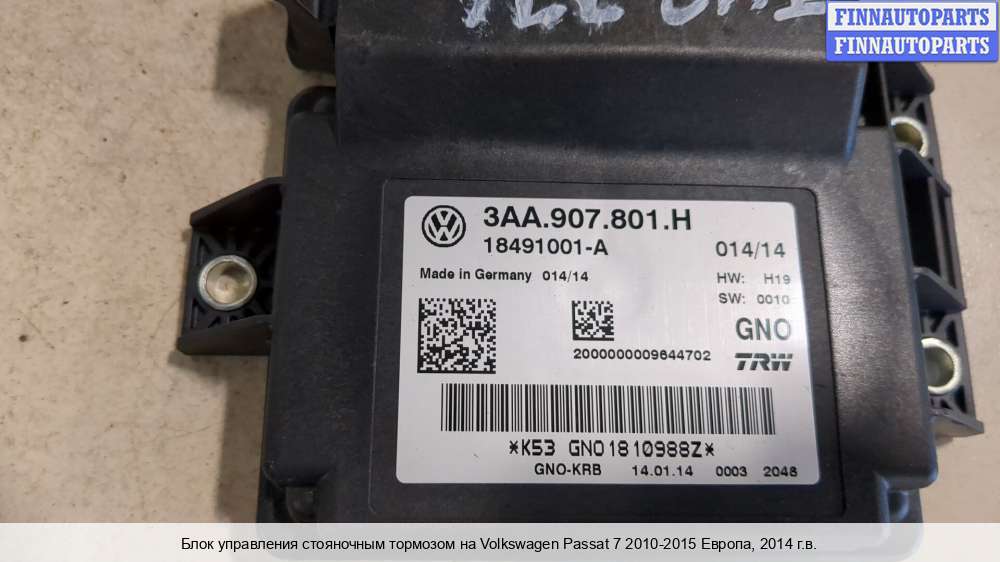 FINNAUTOPARTS
FINNAUTOPARTS
3AA.907.801.H
18491001-A
014/14
Made in Germany 014/14
HW: H19
SW: 0010
GNO
2000000009644702
TRW
*K53 GNO1810988Z*
GNO-KRB 14.01.14 0003 2046
Блок управления стояночным тормозом на Volkswagen Passat 7 2010-2015 Европа, 2014 г.в.